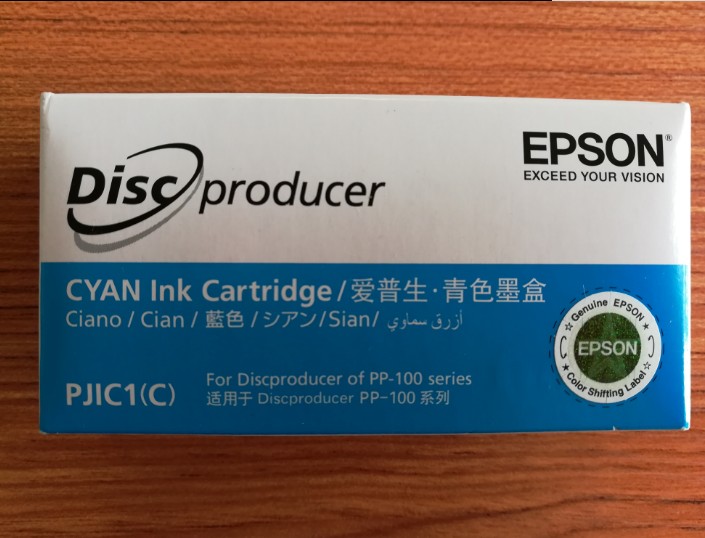 Disc producer
EPSON®
EXCEED YOUR VISION
CYAN Ink Cartridge/爱普生·青色墨盒
Ciano / Cian / 藍色 / シアン/Sian/ أزرق سماوي
PJIC1(C)
For Discproducer of PP-100 series
适用于 Discproducer PP-100 系列
☆ Genuine EPSON ★
EPSON
★ Color Shifting Label ☆